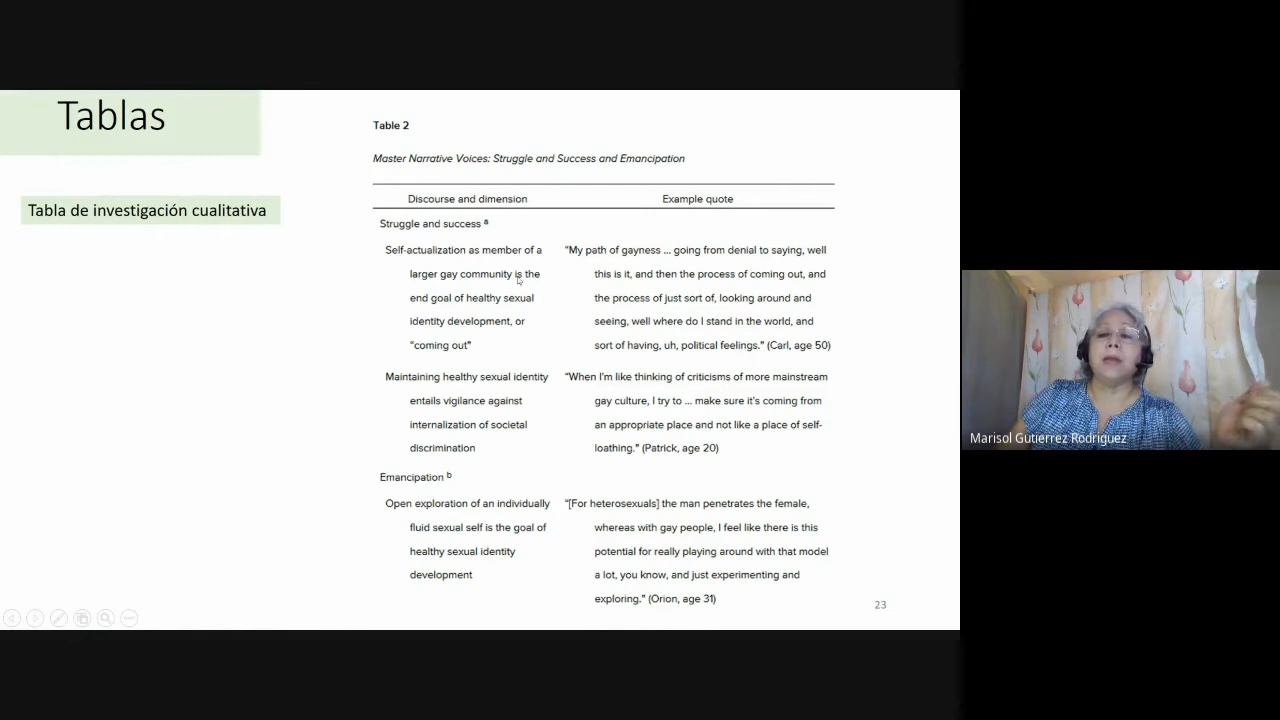 Tablas
Tabla de investigación cualitativa
Table 2
Master Narrative Voices: Struggle and Success and Emancipation
Discourse and dimension Example quote
Struggle and success a
Self-actualization as member of a
larger gay community is the
end goal of healthy sexual
identity development, or
"coming out"
“My path of gayness ... going from denial to saying, well
this is it, and then the process of coming out, and
the process of just sort of, looking around and
seeing, well where do I stand in the world, and
sort of having, uh, political feelings.” (Carl, age 50)
Maintaining healthy sexual identity
entails vigilance against
internalization of societal
discrimination
“When I’m like thinking of criticisms of more mainstream
gay culture, I try to ... make sure it’s coming from
an appropriate place and not like a place of self-
loathing.” (Patrick, age 20)
Emancipation b
Open exploration of an individually
fluid sexual self is the goal of
healthy sexual identity
development
“[For heterosexuals] the man penetrates the female,
whereas with gay people, I feel like there is this
potential for really playing around with that model
a lot, you know, and just experimenting and
exploring.” (Orion, age 31)
23
Marisol Gutierrez Rodriguez